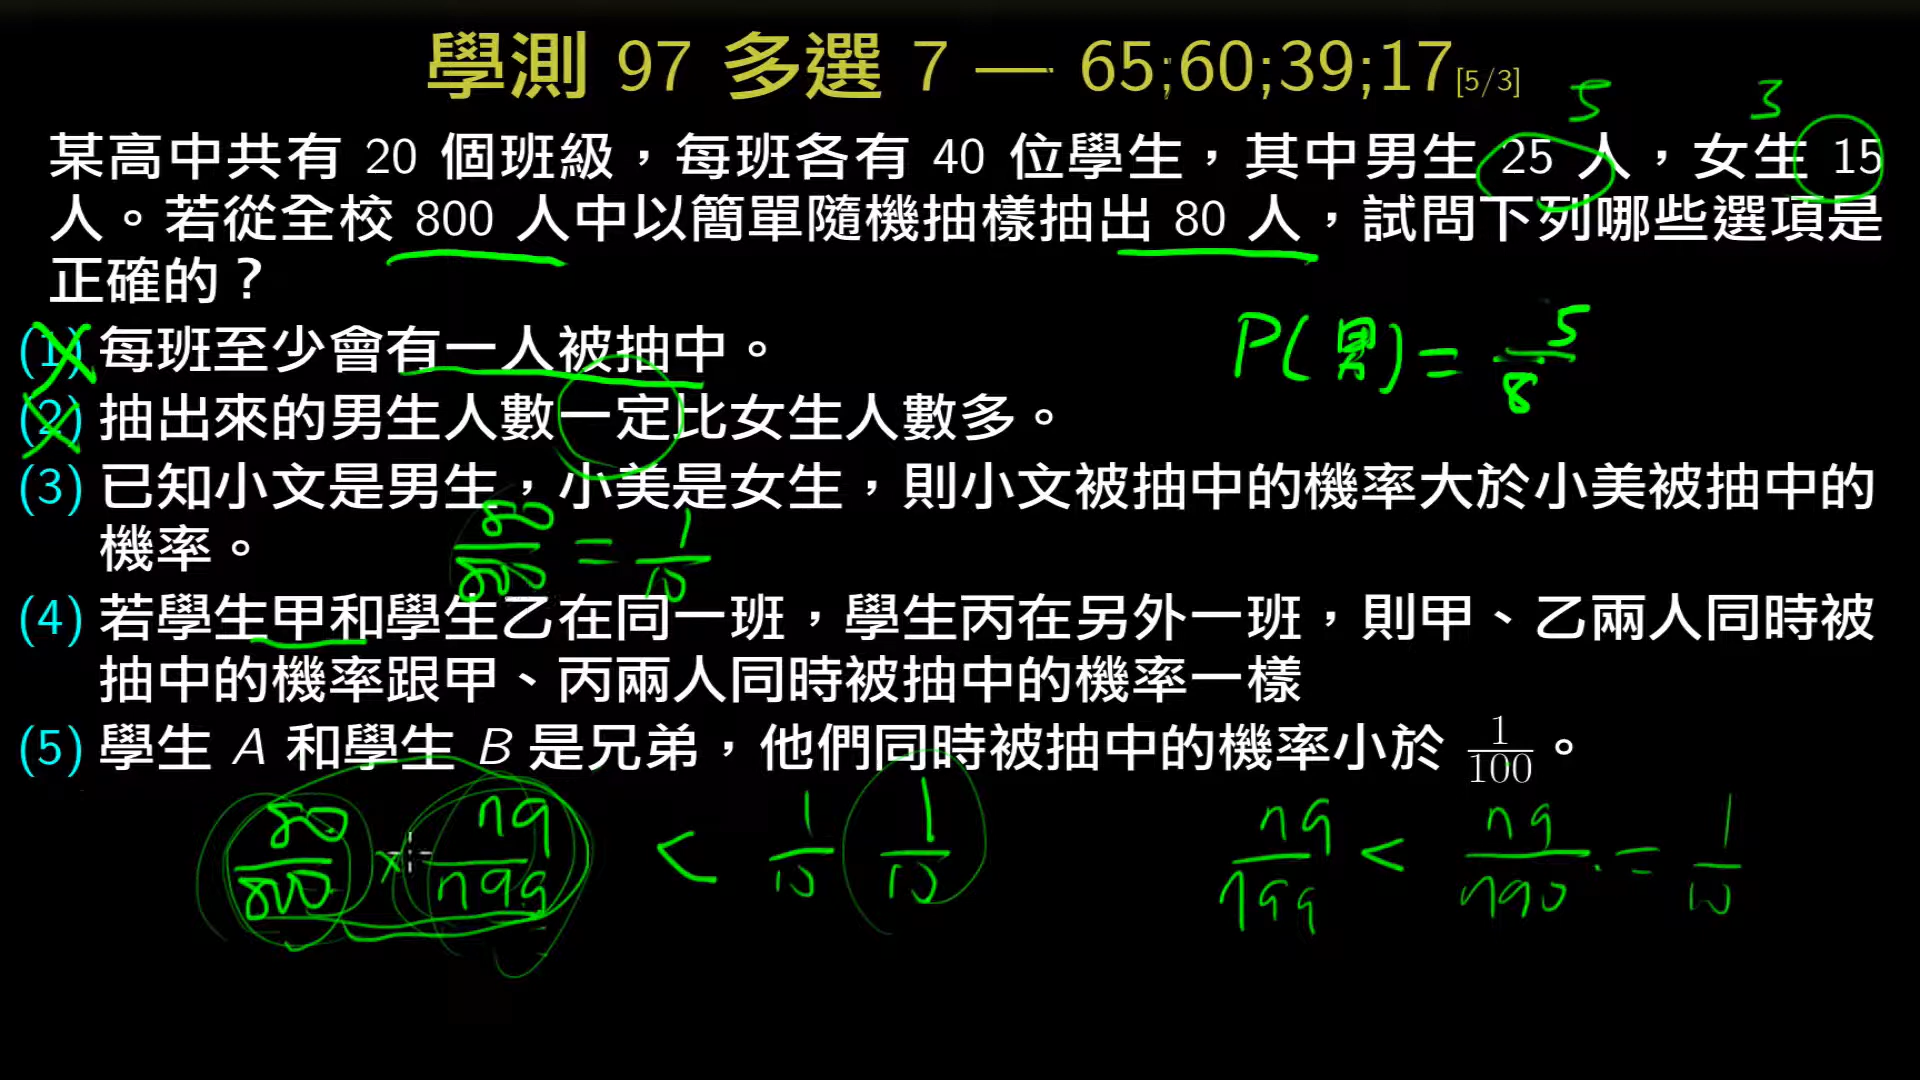 學測 97 多選 7 — 65;60;39;17[5/3]
5 3
某高中共有 20 個班級，每班各有 40 位學生，其中男生 25 人，女生 15
人。若從全校 800 人中以簡單隨機抽樣抽出 80 人，試問下列哪些選項是
正確的？
P(男) = 5/8
(1) 每班至少會有一人被抽中。
(2) 抽出來的男生人數一定比女生人數多。
(3) 已知小文是男生，小美是女生，則小文被抽中的機率大於小美被抽中的
機率。
80/800 = 1/10
(4) 若學生甲和學生乙在同一班，學生丙在另外一班，則甲、乙兩人同時被
抽中的機率跟甲、丙兩人同時被抽中的機率一樣
(5) 學生 A 和學生 B 是兄弟，他們同時被抽中的機率小於 1/100。
80/800 × 79/799 < 1/10 1/10 79/799 < 79/790 = 1/10